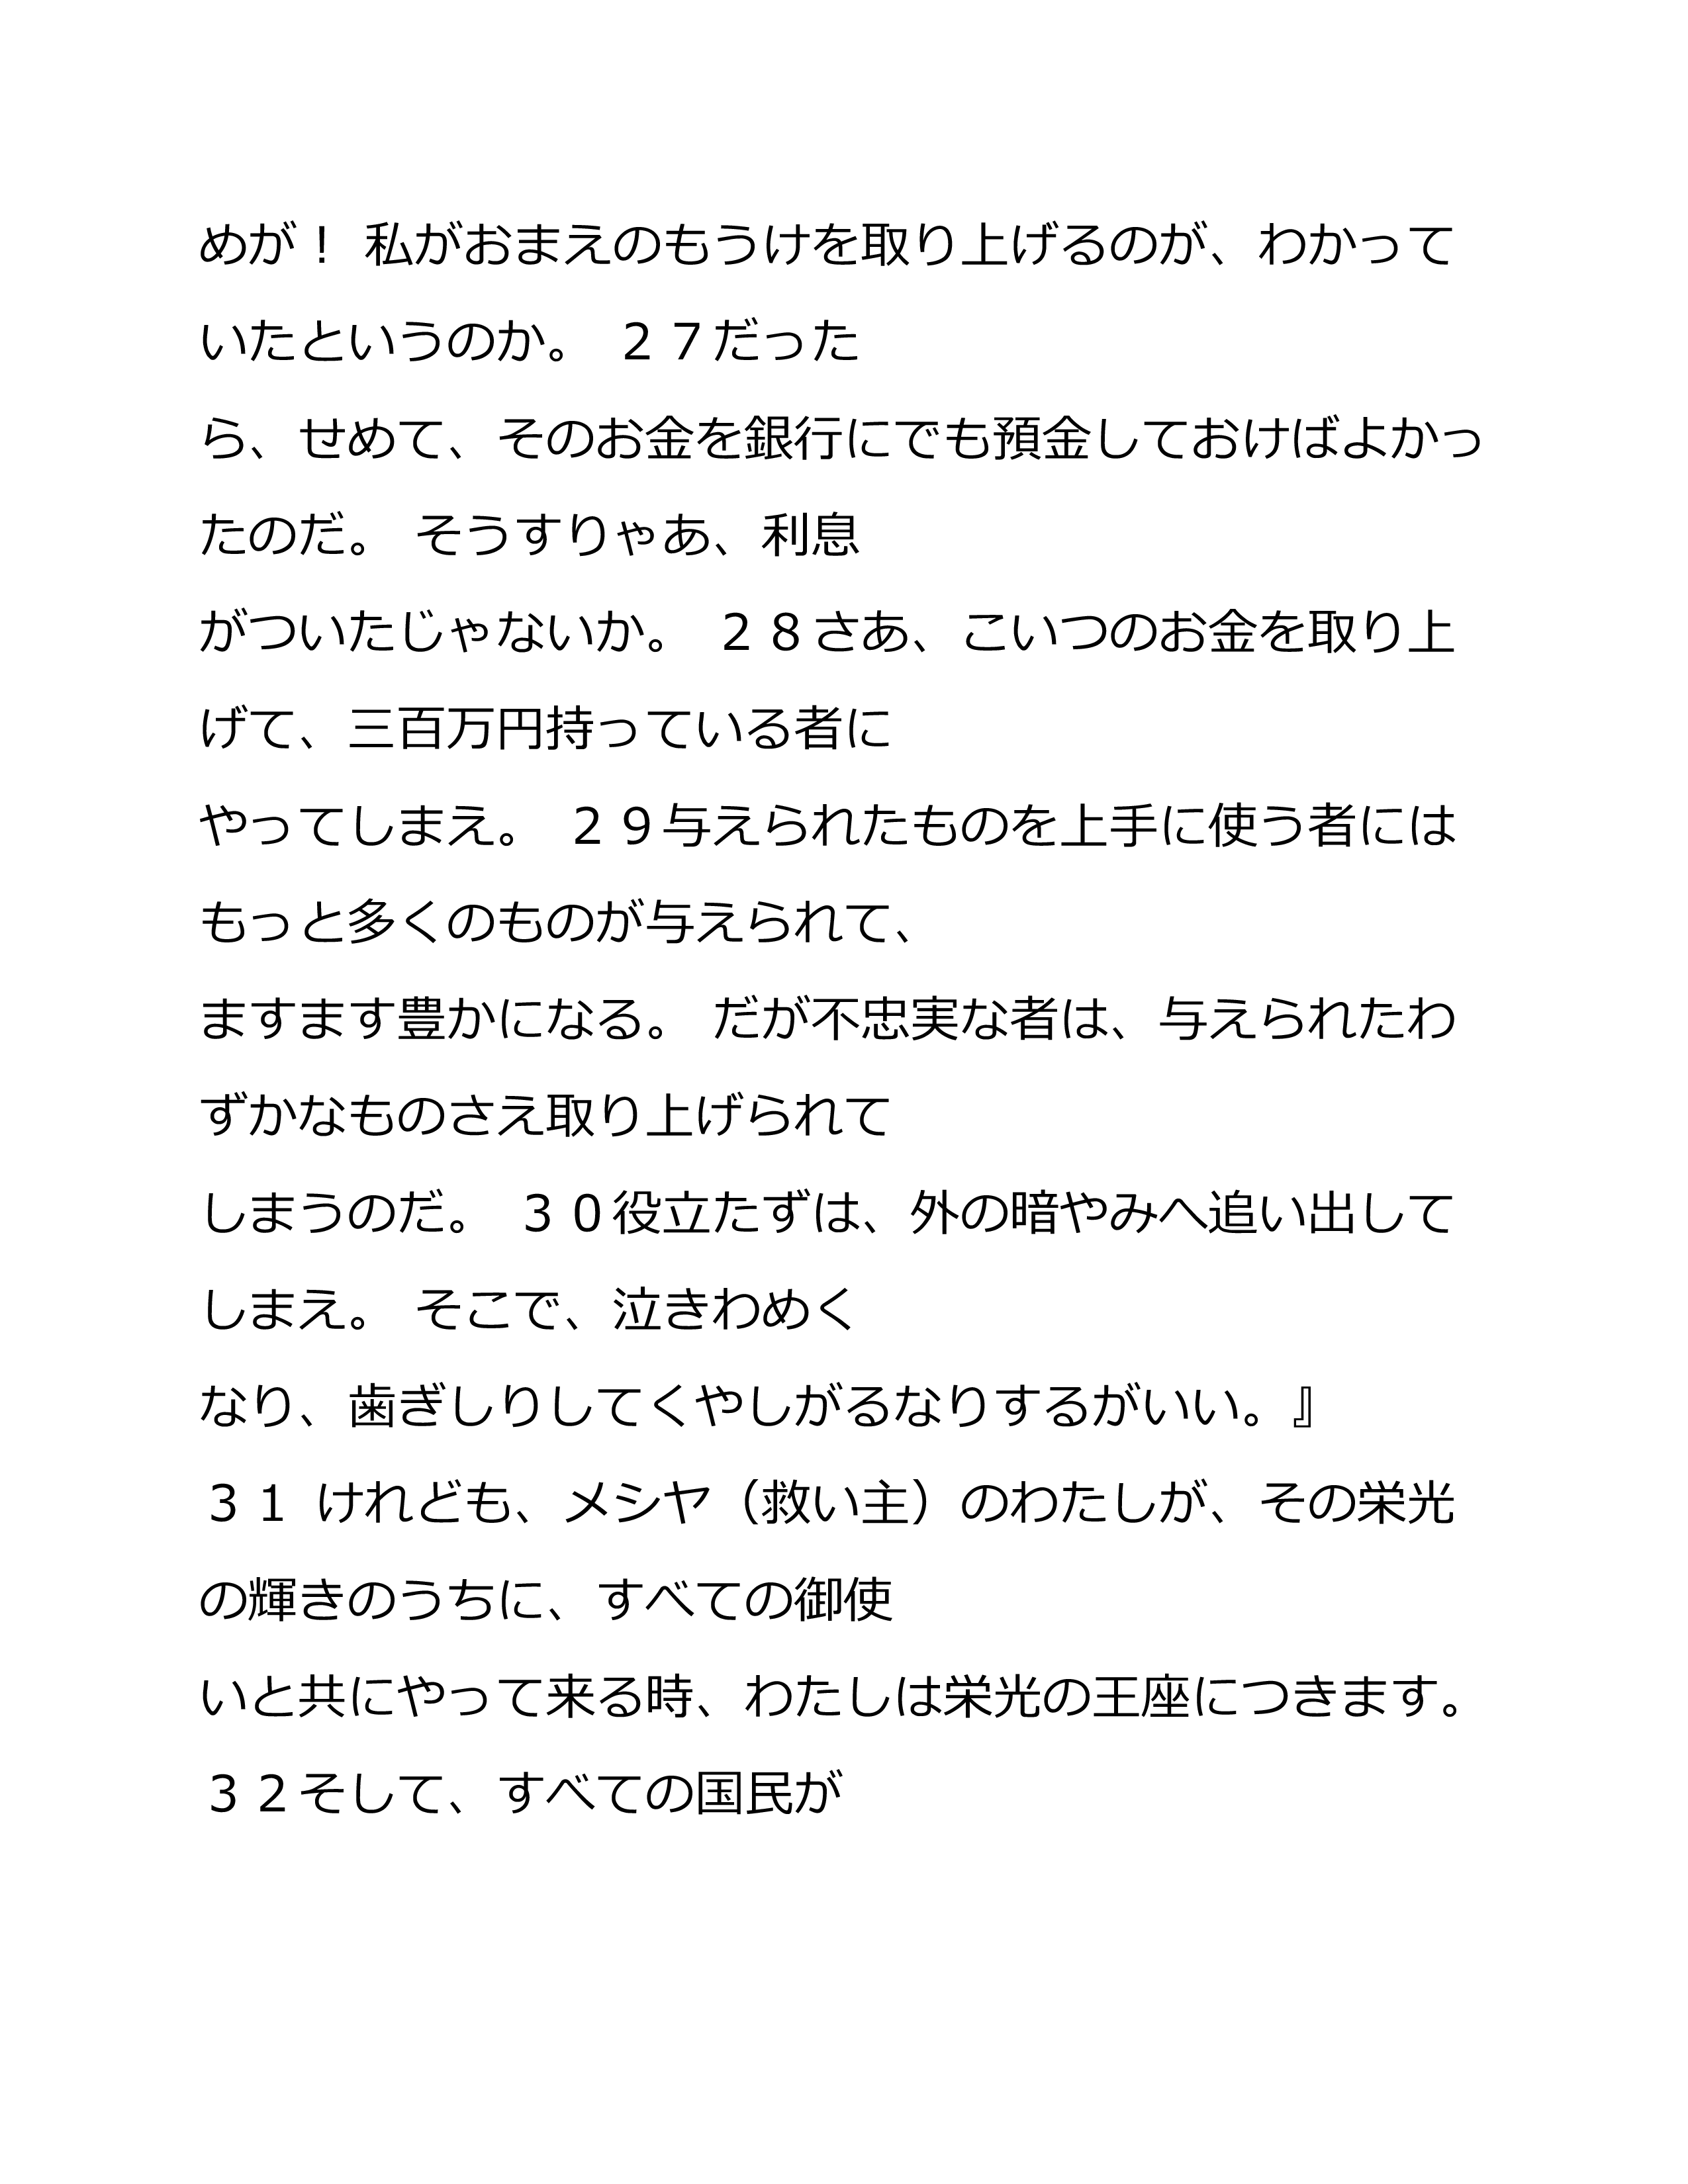 めが！ 私がおまえのもうけを取り上げるのが、わかって
いたというのか。 ２７だった
ら、せめて、そのお金を銀行にでも預金しておけばよかっ
たのだ。 そうすりゃあ、利息
がついたじゃないか。 ２８さあ、こいつのお金を取り上
げて、三百万円持っている者に
やってしまえ。 ２９与えられたものを上手に使う者には
もっと多くのものが与えられて、
ますます豊かになる。 だが不忠実な者は、与えられたわ
ずかなものさえ取り上げられて
しまうのだ。 ３０役立たずは、外の暗やみへ追い出して
しまえ。 そこで、泣きわめく
なり、歯ぎしりしてくやしがるなりするがいい。』
３１ けれども、メシヤ（救い主）のわたしが、その栄光
の輝きのうちに、すべての御使
いと共にやって来る時、わたしは栄光の王座につきます。
３２そして、すべての国民が